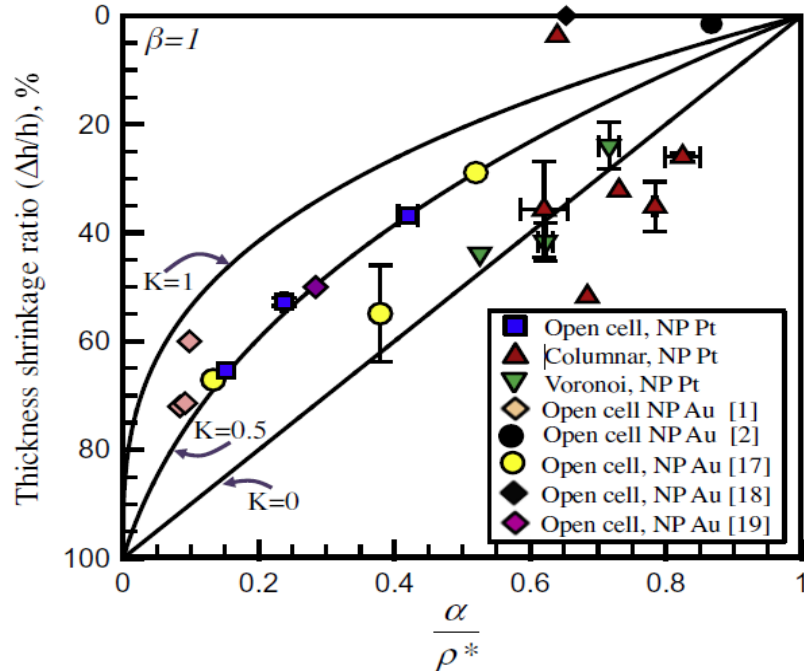 β=1
Thickness shrinkage ratio (Δh/h), %
0
20
40
60
80
100
K=1
K=0.5
K=0
Open cell, NP Pt
Columnar, NP Pt
Voronoi, NP Pt
Open cell NP Au [1]
Open cell NP Au [2]
Open cell, NP Au [17]
Open cell, NP Au [18]
Open cell, NP Au [19]
0 0.2 0.4 0.6 0.8 1
α
ρ*